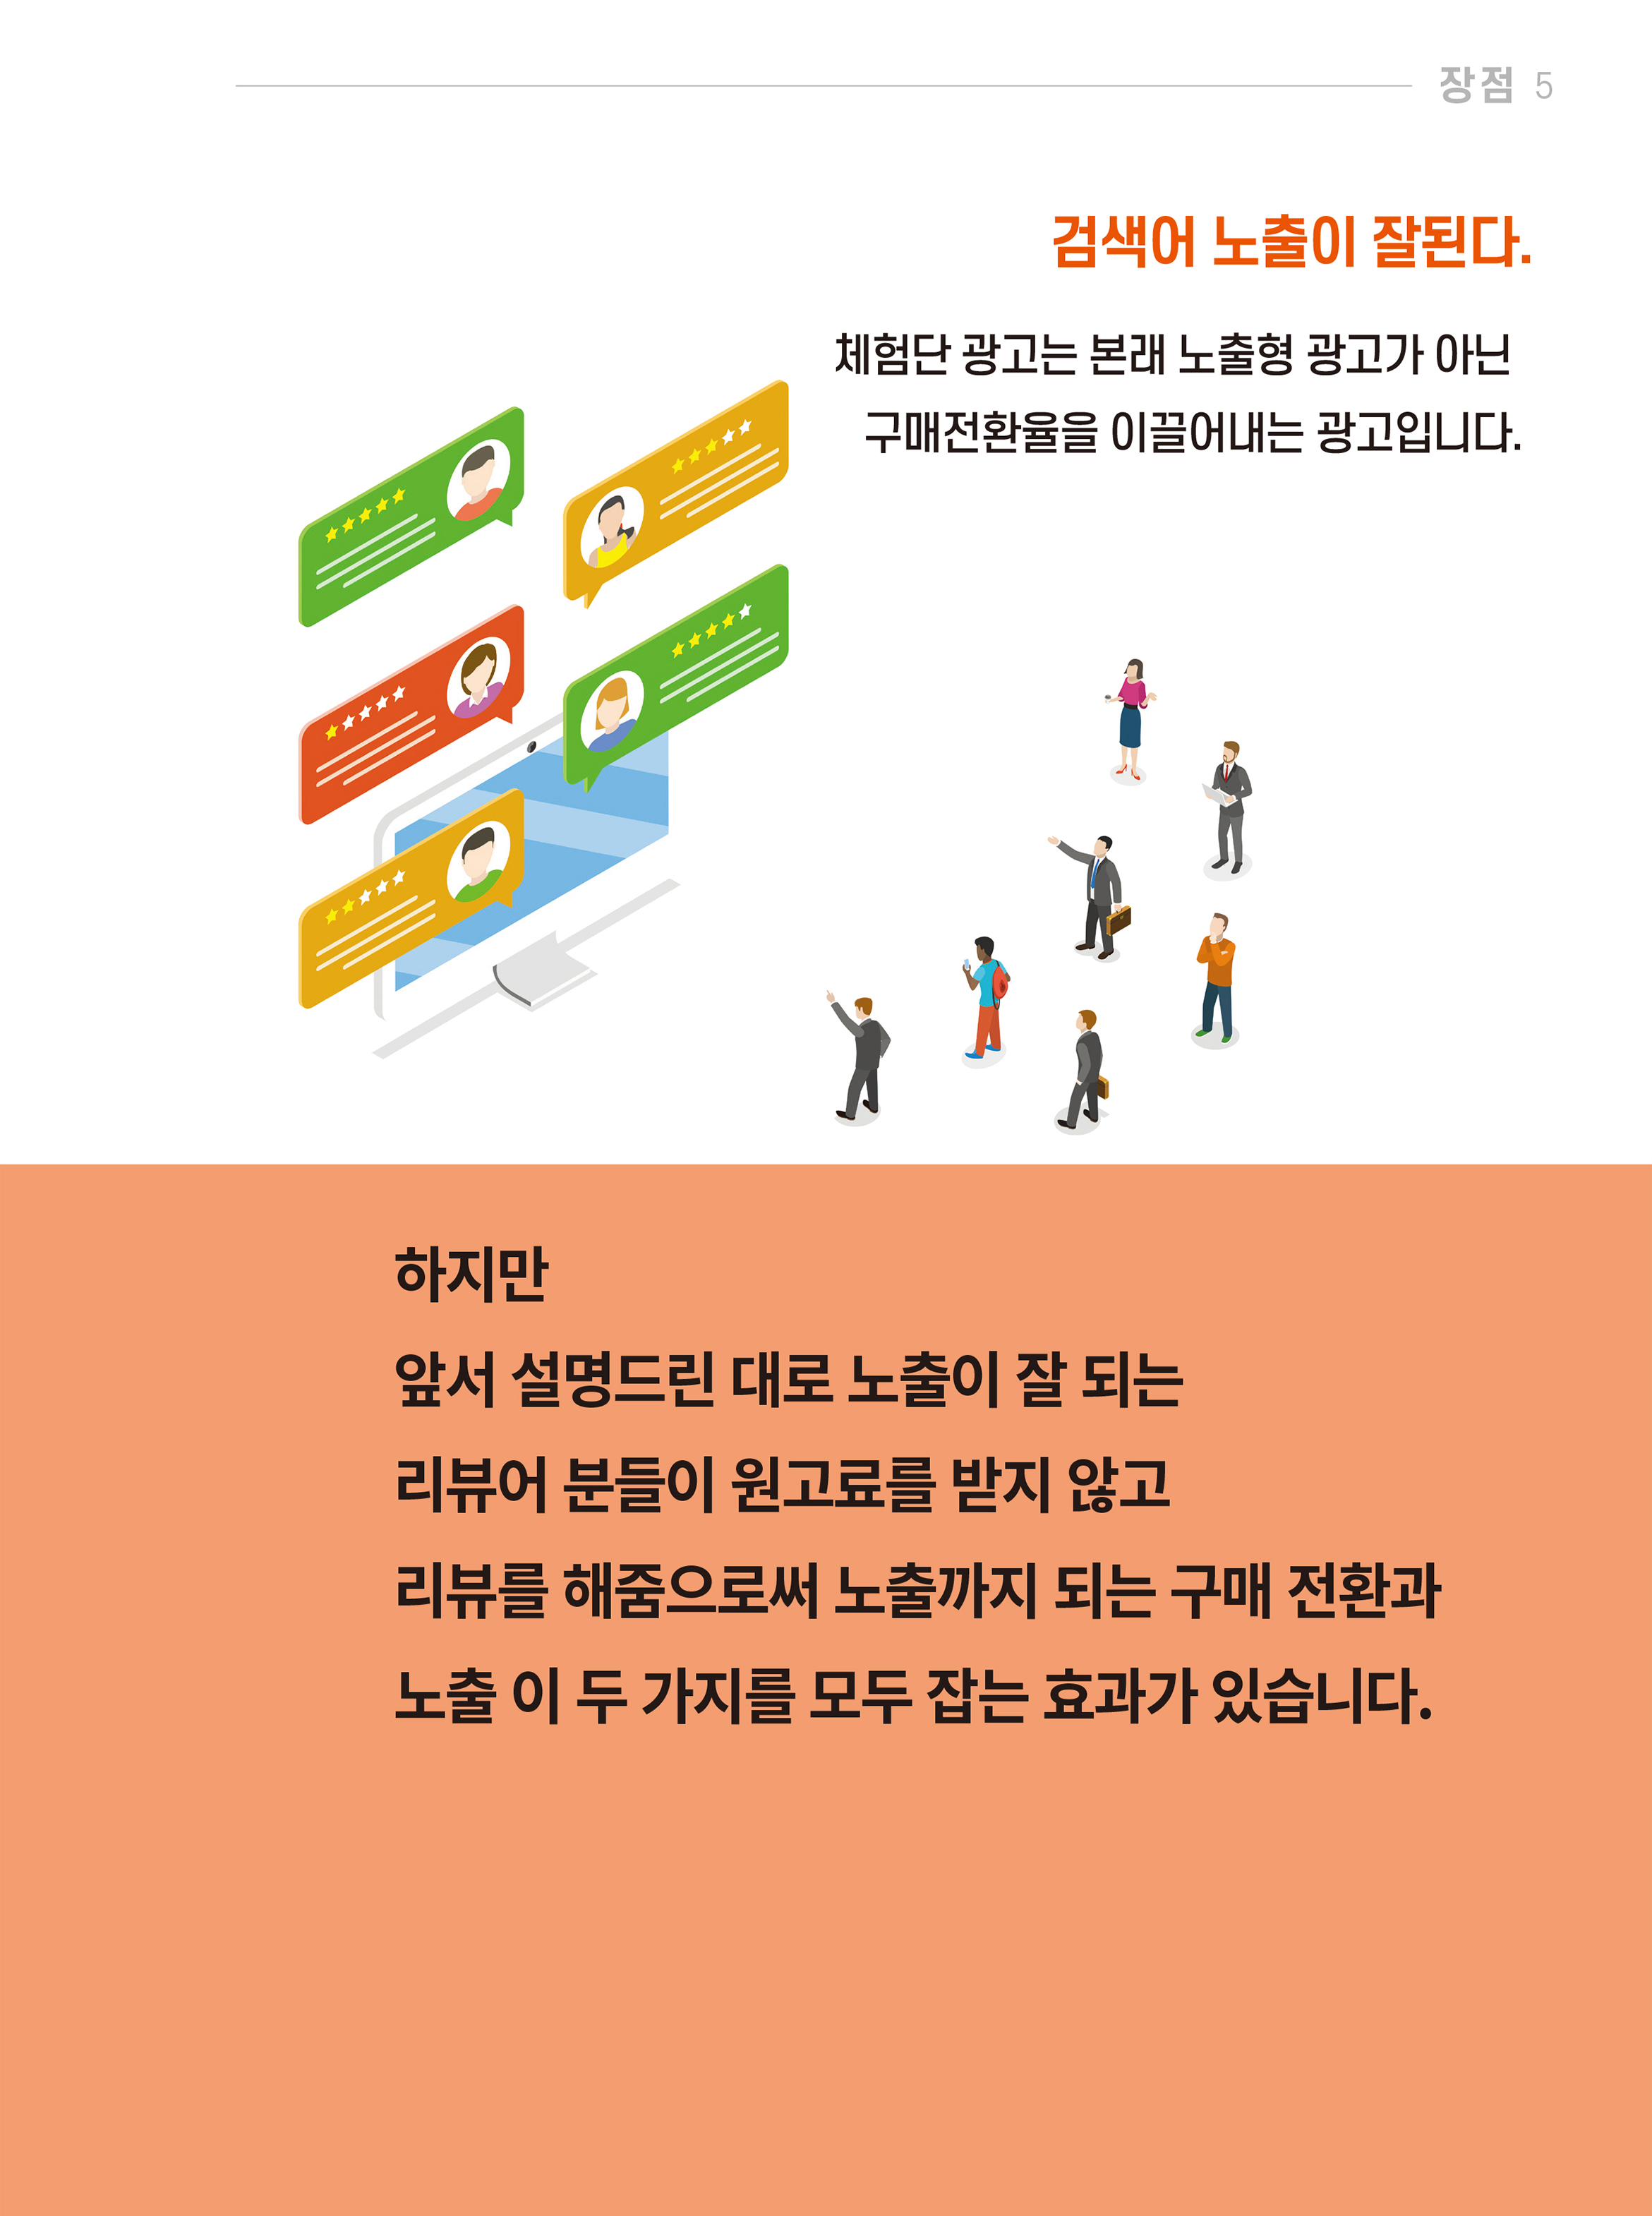 장점 5
검색어 노출이 잘된다.
체험단 광고는 본래 노출형 광고가 아닌
구매전환율을 이끌어내는 광고입니다.
하지만
앞서 설명드린 대로 노출이 잘 되는
리뷰어 분들이 원고료를 받지 않고
리뷰를 해줌으로써 노출까지 되는 구매 전환과
노출 이 두 가지를 모두 잡는 효과가 있습니다.